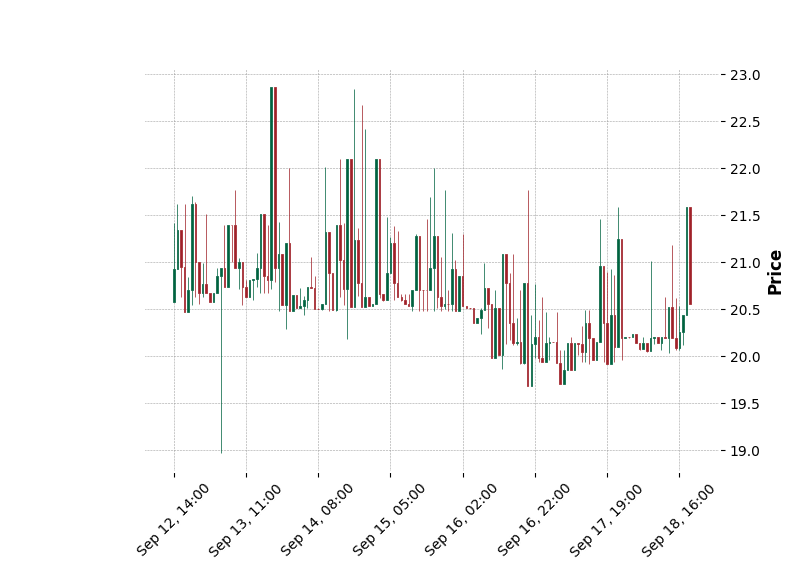 23.0
22.5
22.0
21.5
21.0
20.5
20.0
19.5
19.0
Price
Sep 12, 14:00
Sep 13, 11:00
Sep 14, 08:00
Sep 15, 05:00
Sep 16, 02:00
Sep 16, 22:00
Sep 17, 19:00
Sep 18, 16:00